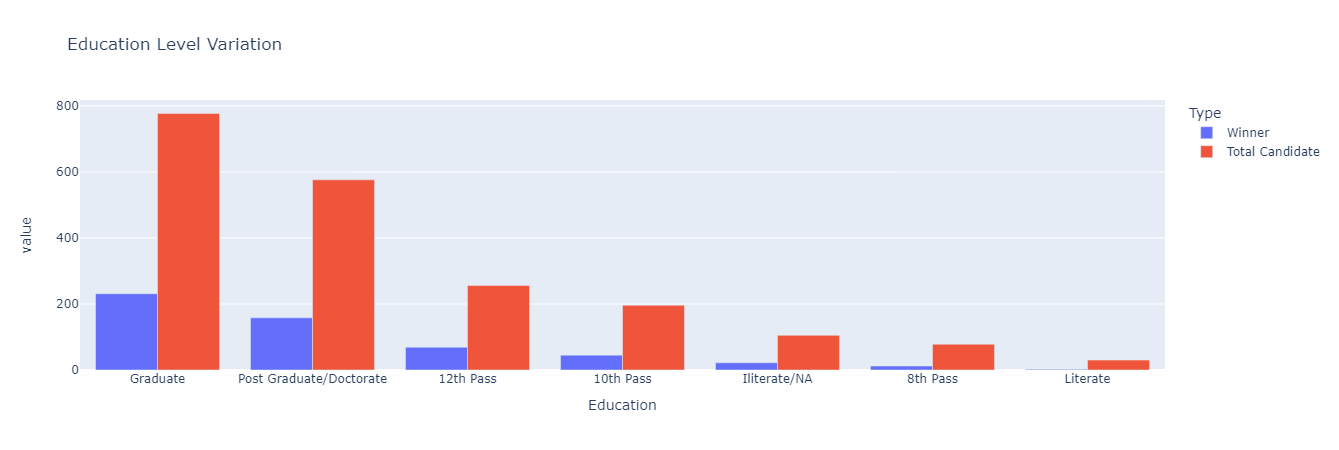 Education Level Variation
800
600
400
200
0
value
Graduate
Post Graduate/Doctorate
12th Pass
10th Pass
Iliterate/NA
8th Pass
Literate
Education
Type
Winner
Total Candidate